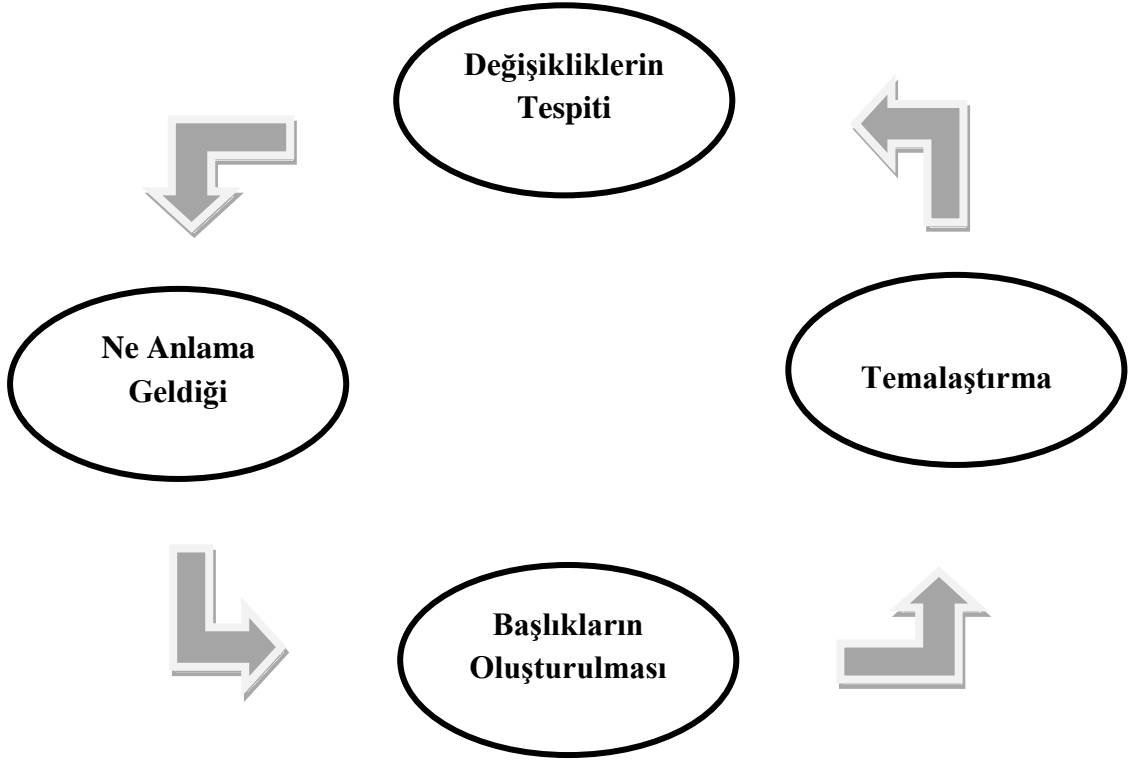 Değişikliklerin
Tespiti
Ne Anlama
Geldiği
Temalaştırma
Başlıkların
Oluşturulması